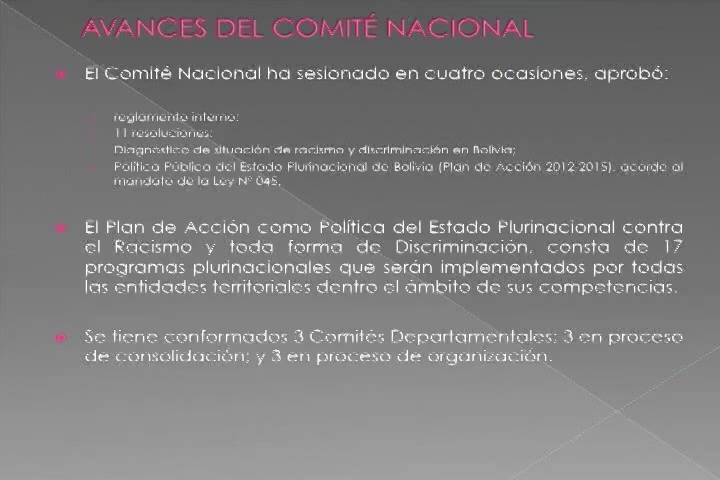 AVANCES DEL COMITÉ NACIONAL
El Comité Nacional ha sesionado en cuatro ocasiones, aprobó:
reglamento interno;
11 resoluciones;
Diagnostico de situación de racismo y discriminación en Bolivia;
Política Pública del Estado Plurinacional de Bolivia (Plan de Acción 2012-2015), acorde al
mandato de la Ley N° 045;
El Plan de Acción como Política del Estado Plurinacional contra
el Racismo y toda forma de Discriminación, consta de 17
programas plurinacionales que serán implementados por todas
las entidades territoriales dentro el ámbito de sus competencias.
Se tiene conformados 3 Comités Departamentales; 3 en proceso
de consolidación; y 3 en proceso de organización.